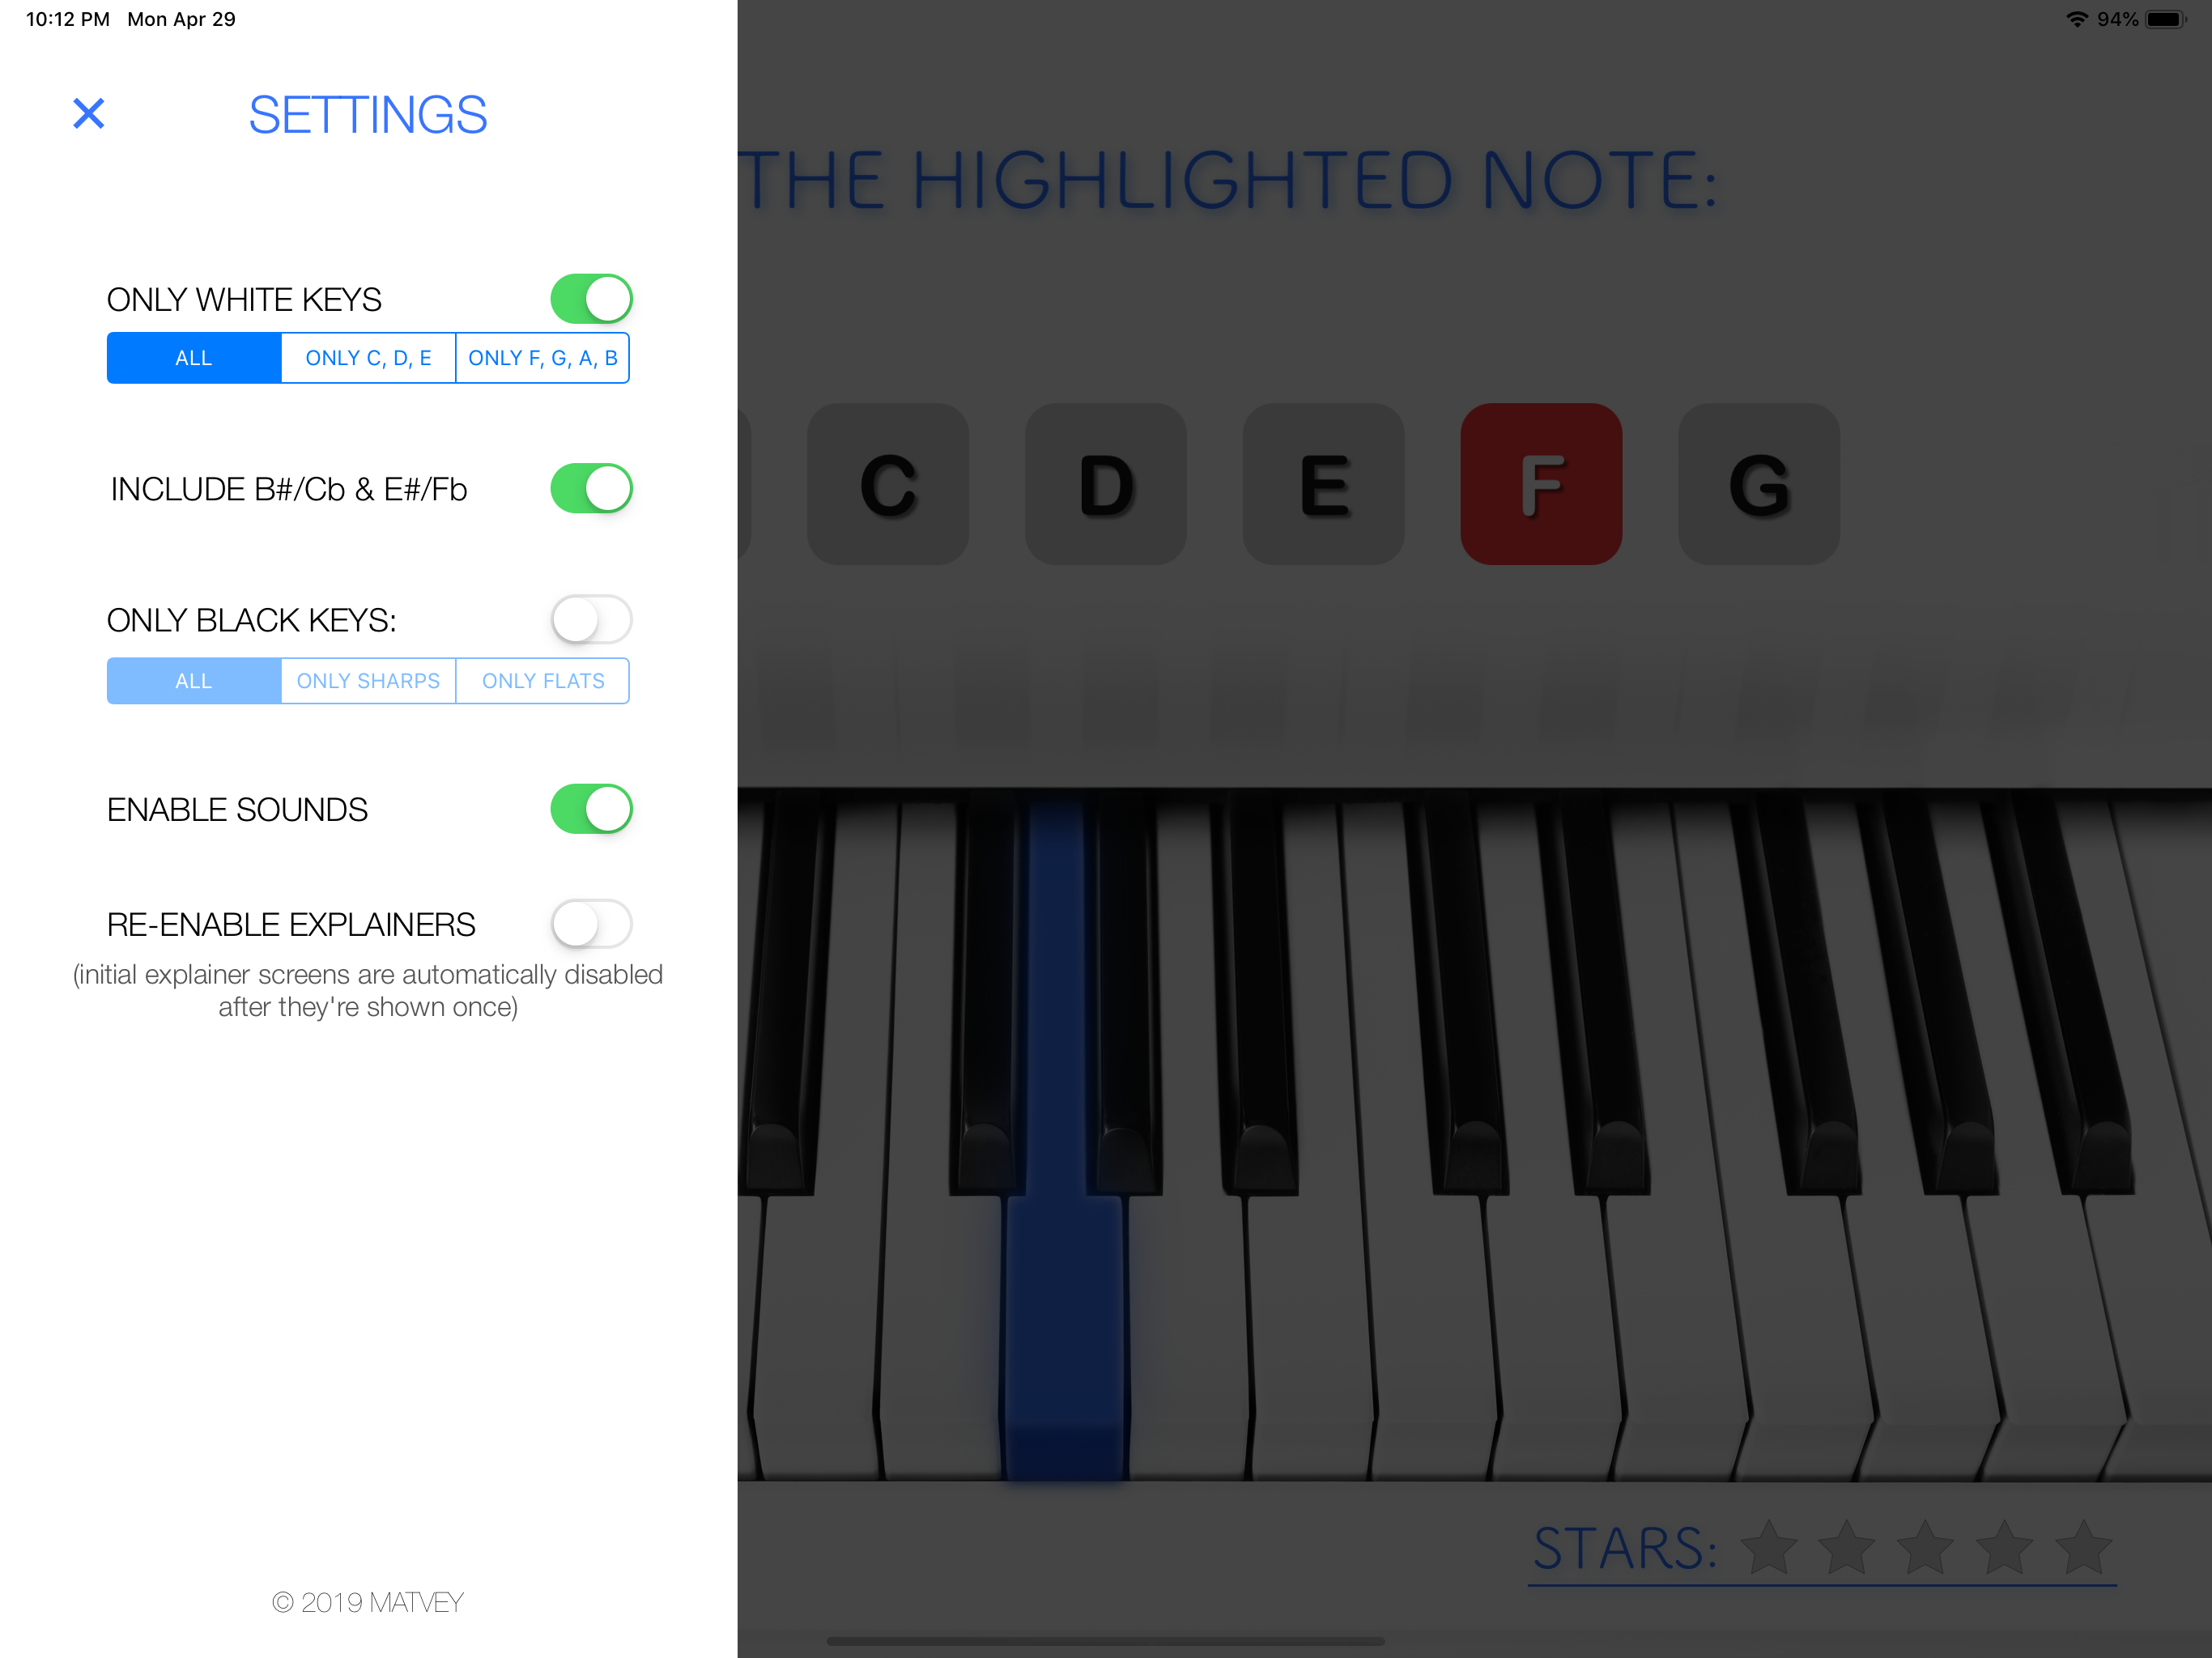 10:12 PM Mon Apr 29
94%
SETTINGS
THE HIGHLIGHTED NOTE:
ONLY WHITE KEYS
ALL
ONLY C, D, E
ONLY F, G, A, B
C
D
E
F
G
INCLUDE B#/Cb & E#/Fb
ONLY BLACK KEYS:
ALL
ONLY SHARPS
ONLY FLATS
ENABLE SOUNDS
RE-ENABLE EXPLAINERS
(initial explainer screens are automatically disabled
after they're shown once)
STARS:
© 2019 MATVEY